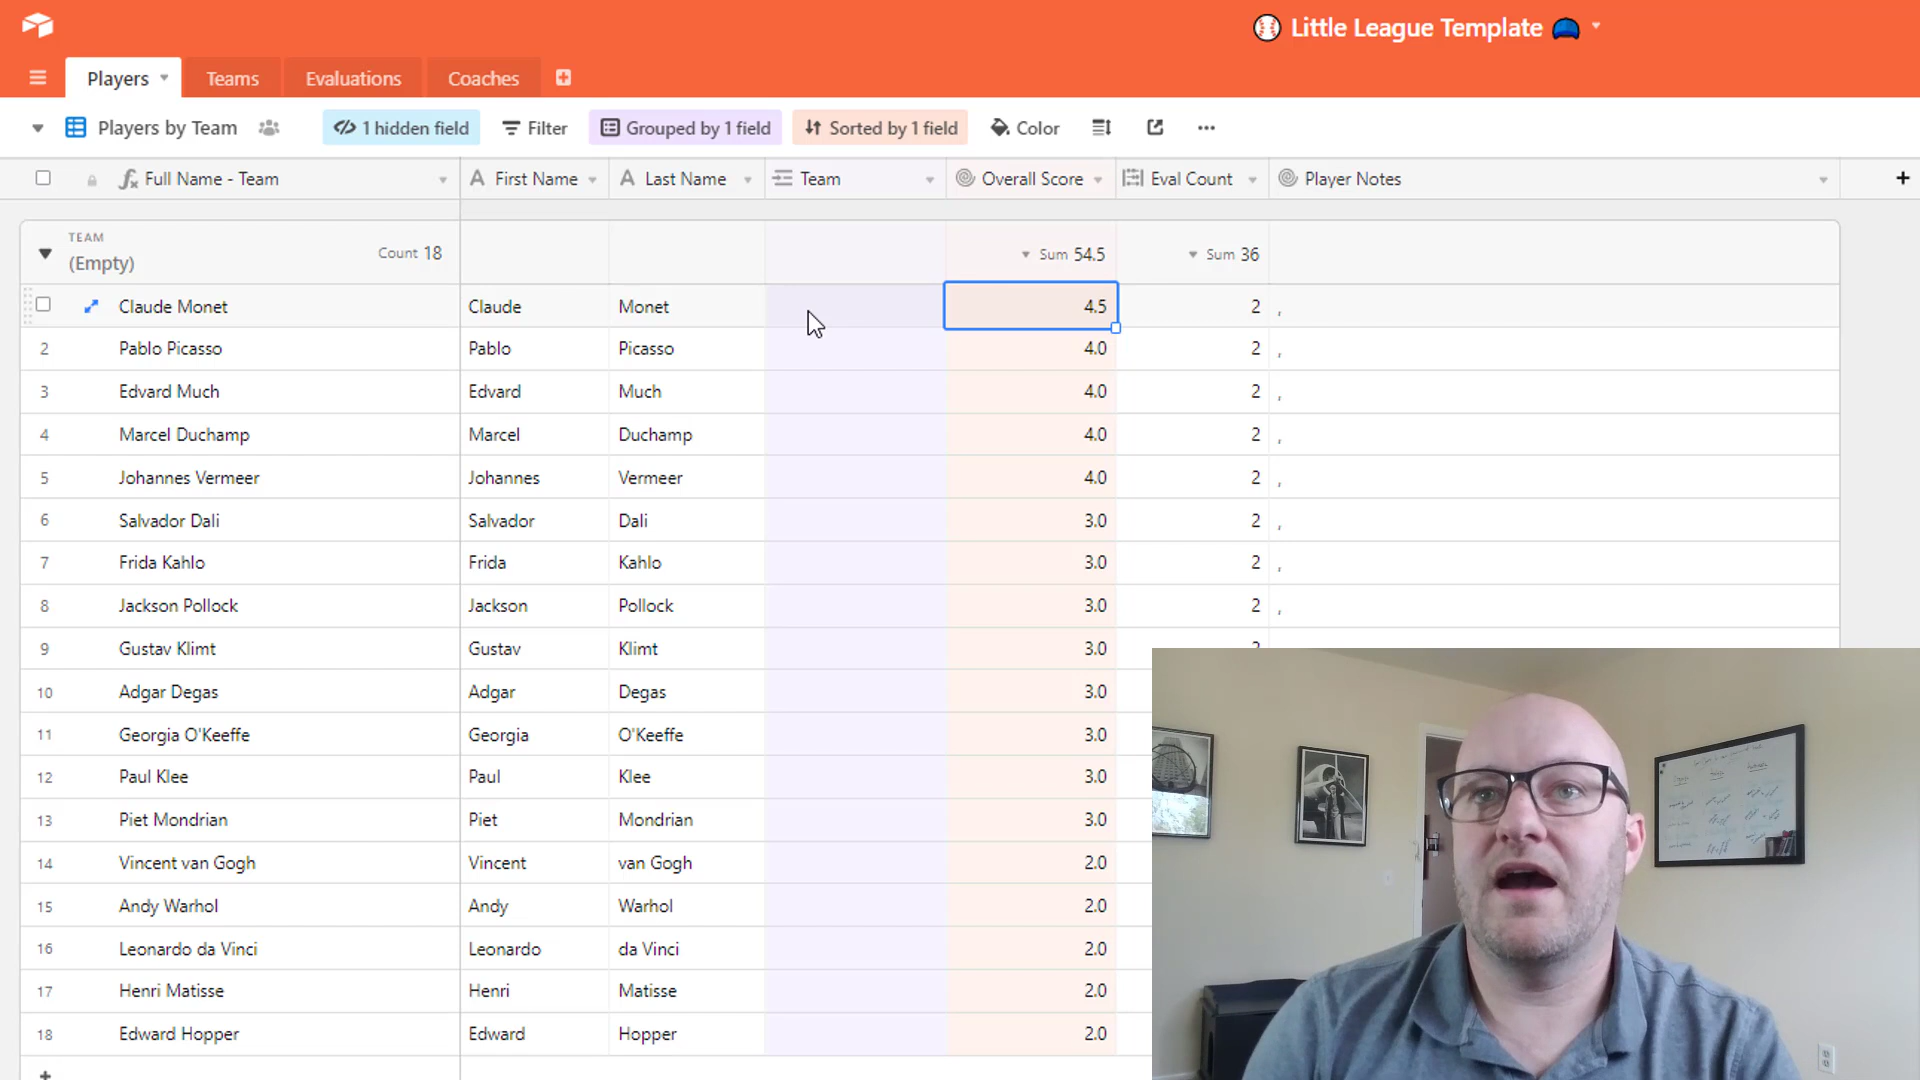 Little League Template
Players
Teams
Evaluations
Coaches
Players by Team
1 hidden field
Filter
Grouped by 1 field
Sorted by 1 field
Color
Full Name - Team
First Name
Last Name
Team
Overall Score
Eval Count
Player Notes
TEAM
(Empty)
Count 18
Sum 54.5
Sum 36
Claude Monet Claude Monet 4.5 2 ,
2 Pablo Picasso Pablo Picasso 4.0 2 ,
3 Edvard Much Edvard Much 4.0 2 ,
4 Marcel Duchamp Marcel Duchamp 4.0 2 ,
5 Johannes Vermeer Johannes Vermeer 4.0 2 ,
6 Salvador Dali Salvador Dali 3.0 2 ,
7 Frida Kahlo Frida Kahlo 3.0 2 ,
8 Jackson Pollock Jackson Pollock 3.0 2 ,
9 Gustav Klimt Gustav Klimt 3.0 2
10 Adgar Degas Adgar Degas 3.0
11 Georgia O'Keeffe Georgia O'Keeffe 3.0
12 Paul Klee Paul Klee 3.0
13 Piet Mondrian Piet Mondrian 3.0
14 Vincent van Gogh Vincent van Gogh 2.0
15 Andy Warhol Andy Warhol 2.0
16 Leonardo da Vinci Leonardo da Vinci 2.0
17 Henri Matisse Henri Matisse 2.0
18 Edward Hopper Edward Hopper 2.0